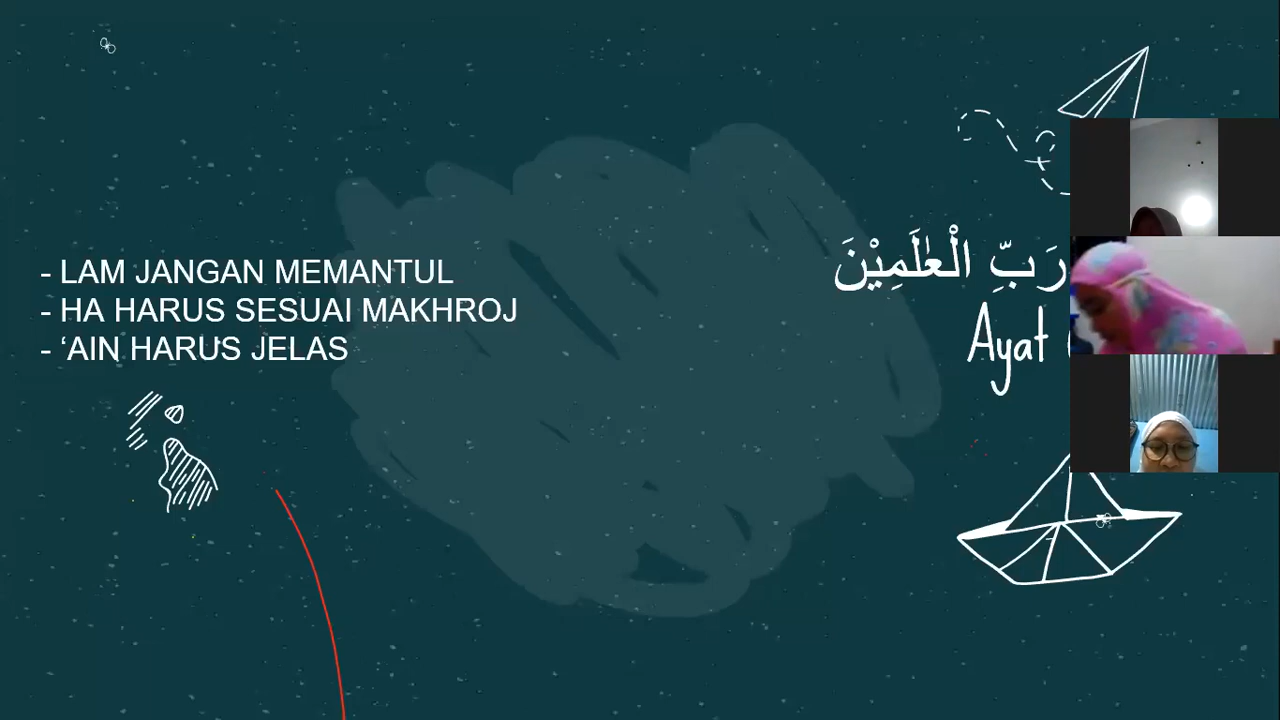 - LAM JANGAN MEMANTUL
- HA HARUS SESUAI MAKHROJ
- ‘AIN HARUS JELAS
رَبِّ الْعٰلَمِيْنَ
Ayat